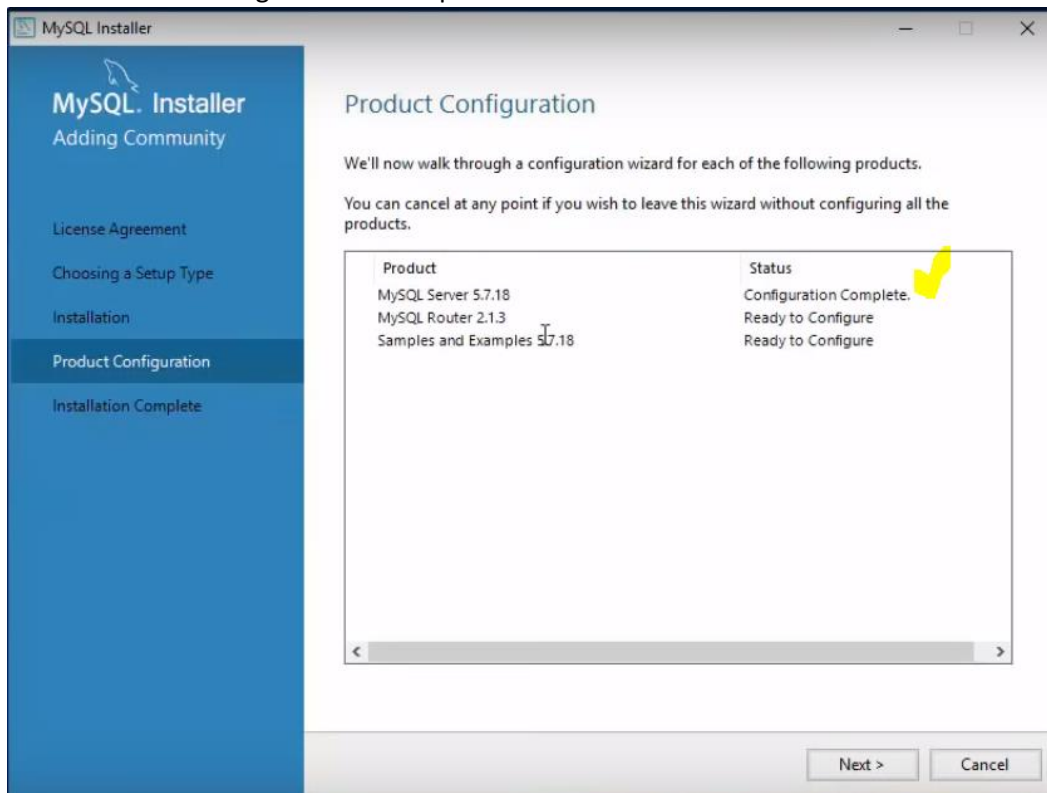 MySQL Installer
MySQL. Installer
Adding Community
License Agreement
Choosing a Setup Type
Installation
Product Configuration
Installation Complete
Product Configuration
We'll now walk through a configuration wizard for each of the following products.
You can cancel at any point if you wish to leave this wizard without configuring all the
products.
Product Status
MySQL Server 5.7.18 Configuration Complete.
MySQL Router 2.1.3 Ready to Configure
Samples and Examples 5.7.18 Ready to Configure
Next > Cancel